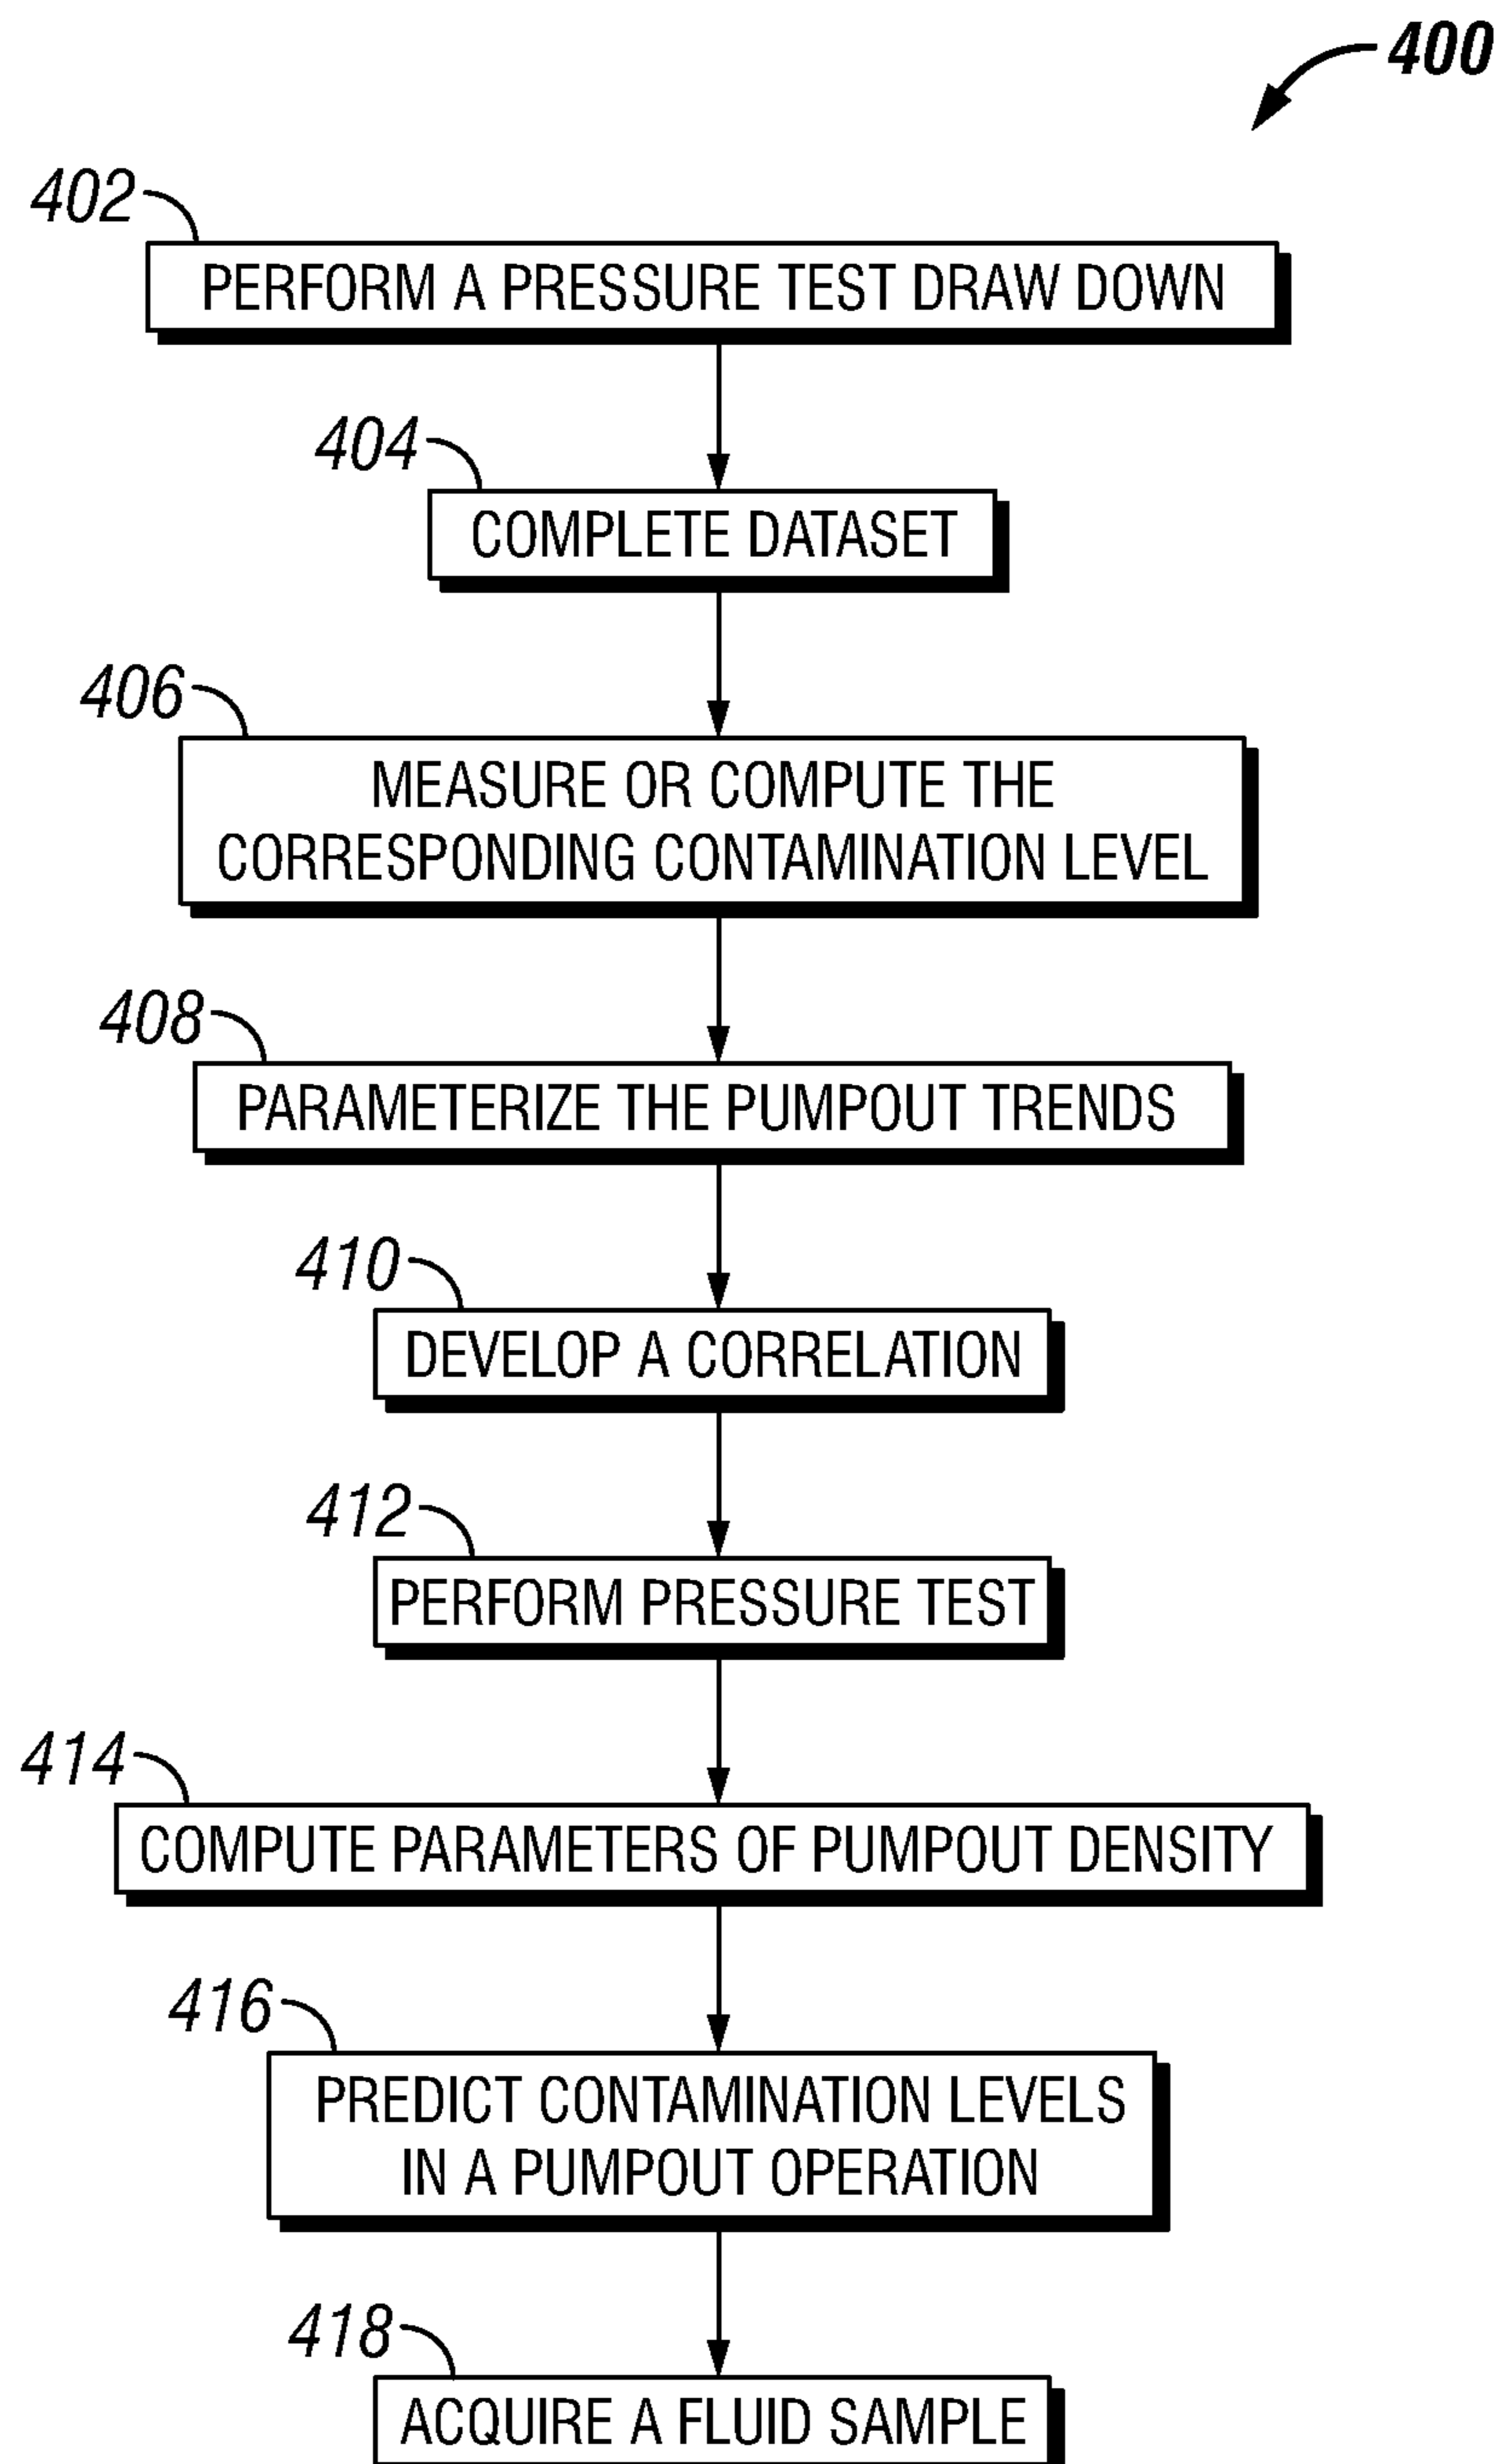 400
402
PERFORM A PRESSURE TEST DRAW DOWN
404
COMPLETE DATASET
406
MEASURE OR COMPUTE THE
CORRESPONDING CONTAMINATION LEVEL
408
PARAMETERIZE THE PUMPOUT TRENDS
410
DEVELOP A CORRELATION
412
PERFORM PRESSURE TEST
414
COMPUTE PARAMETERS OF PUMPOUT DENSITY
416
PREDICT CONTAMINATION LEVELS
IN A PUMPOUT OPERATION
418
ACQUIRE A FLUID SAMPLE